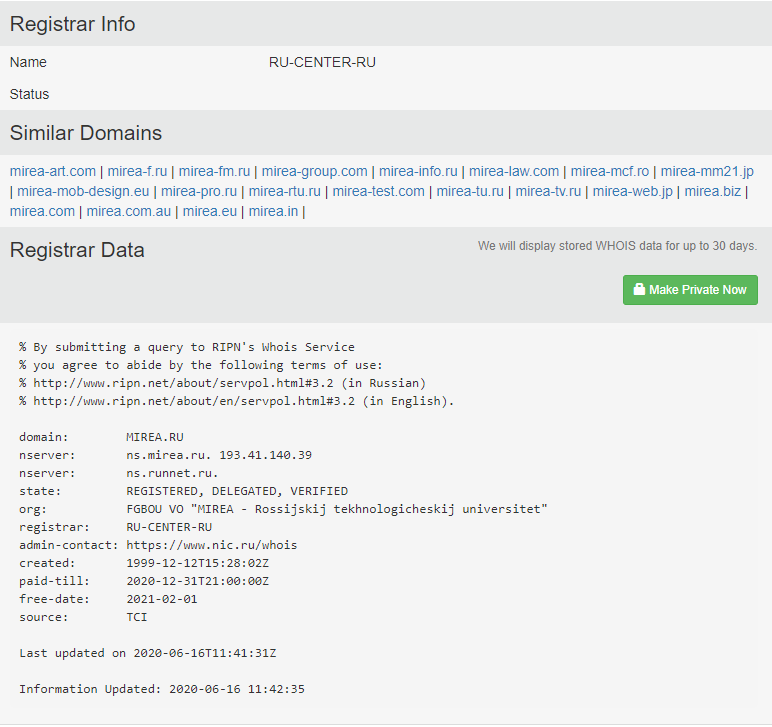 Registrar Info
Name RU-CENTER-RU
Status
Similar Domains
mirea-art.com | mirea-f.ru | mirea-fm.ru | mirea-group.com | mirea-info.ru | mirea-law.com | mirea-mcf.ro | mirea-mm21.jp
| mirea-mob-design.eu | mirea-pro.ru | mirea-rtu.ru | mirea-test.com | mirea-tu.ru | mirea-tv.ru | mirea-web.jp | mirea.biz |
mirea.com | mirea.com.au | mirea.eu | mirea.in |
Registrar Data We will display stored WHOIS data for up to 30 days.
Make Private Now
% By submitting a query to RIPN's Whois Service
% you agree to abide by the following terms of use:
% http://www.ripn.net/about/servpol.html#3.2 (in Russian)
% http://www.ripn.net/about/en/servpol.html#3.2 (in English).
domain: MIREA.RU
nserver: ns.mirea.ru. 193.41.140.39
nserver: ns.runnet.ru.
state: REGISTERED, DELEGATED, VERIFIED
org: FGBOU VO "MIREA - Rossijskij tekhnologicheskij universitet"
registrar: RU-CENTER-RU
admin-contact: https://www.nic.ru/whois
created: 1999-12-12T15:28:02Z
paid-till: 2020-12-31T21:00:00Z
free-date: 2021-02-01
source: TCI
Last updated on 2020-06-16T11:41:31Z
Information Updated: 2020-06-16 11:42:35